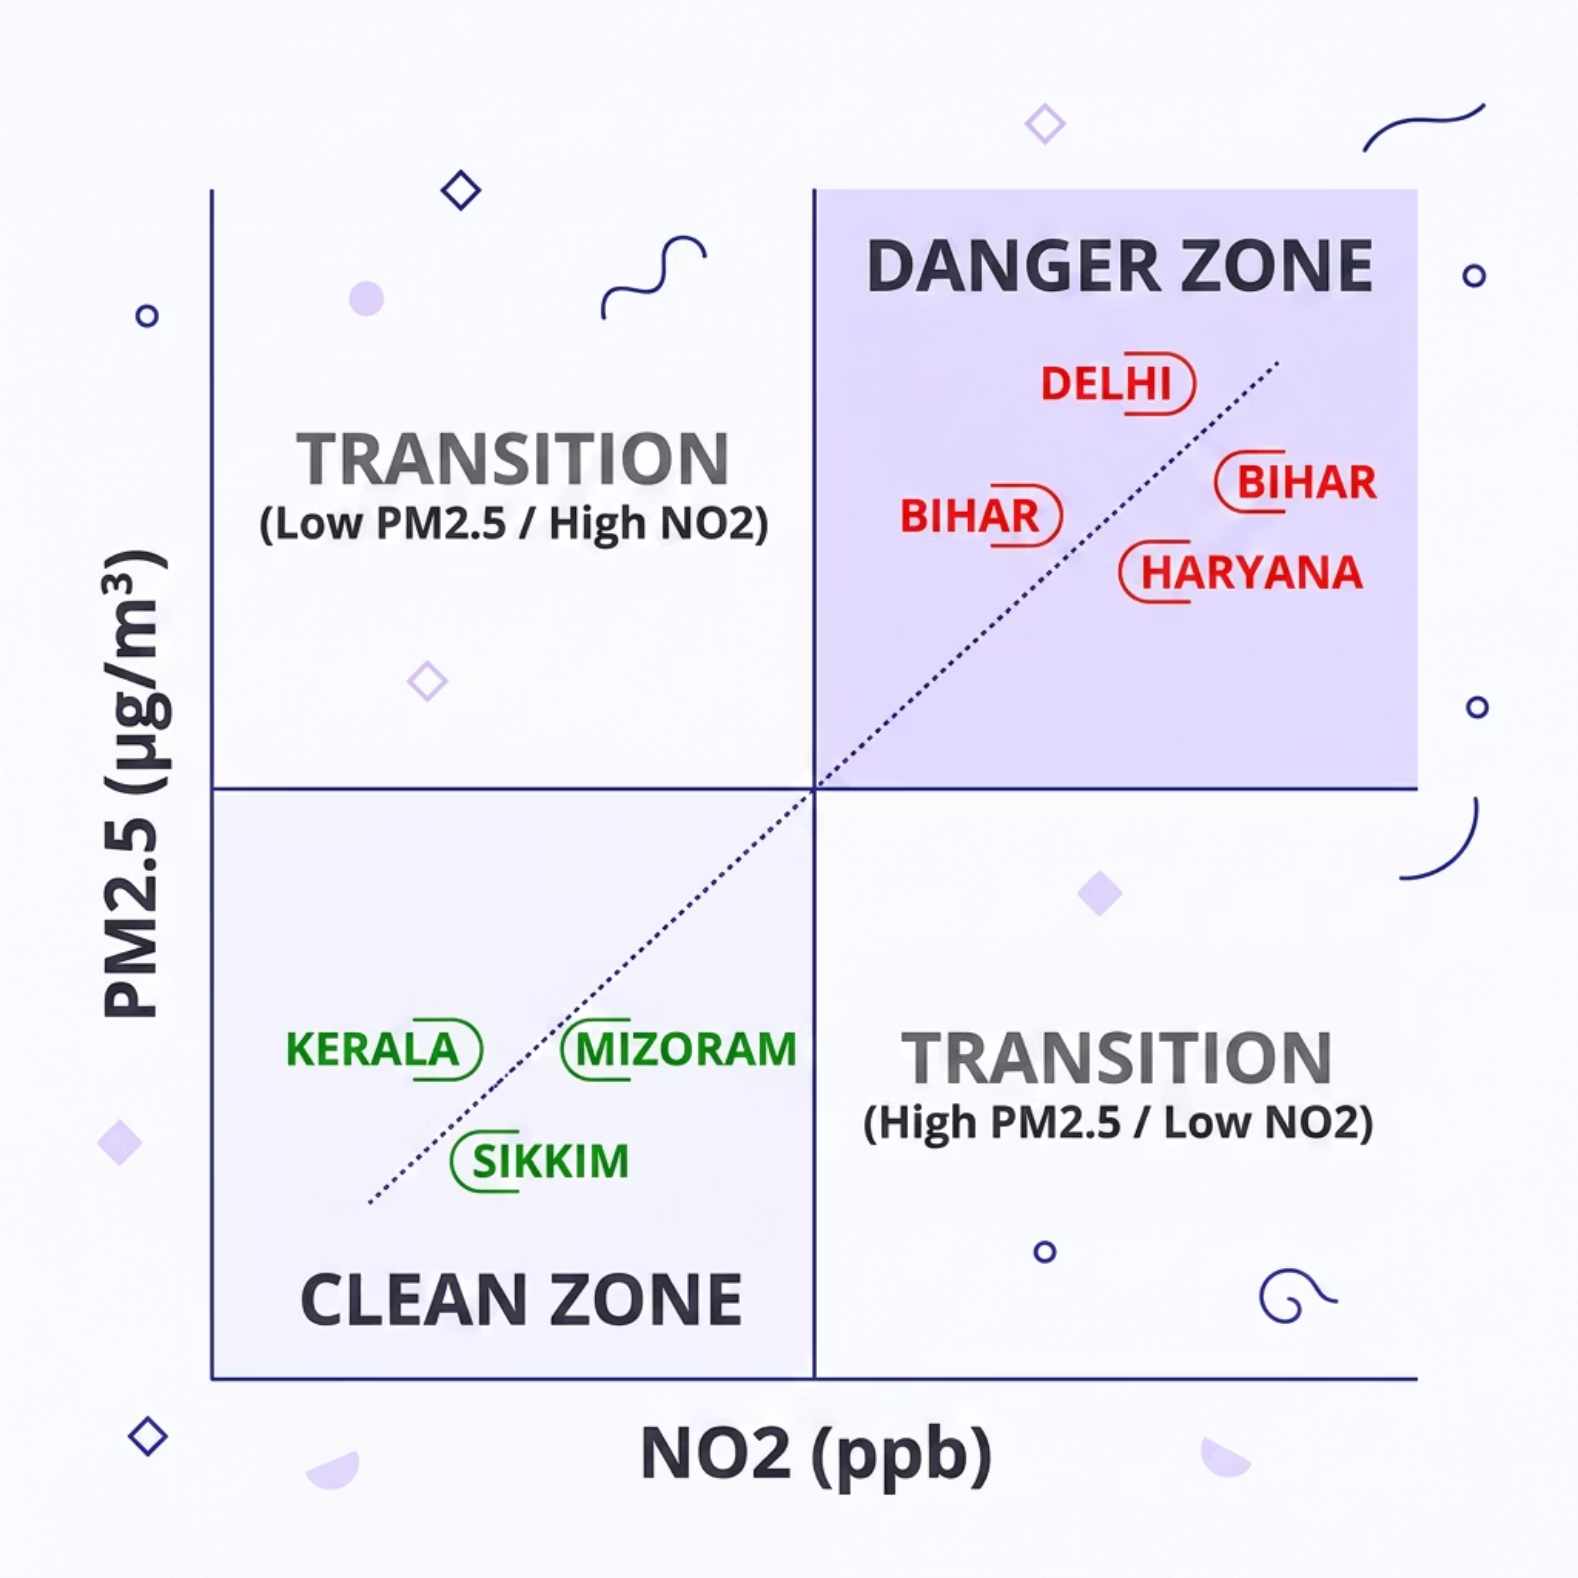 DANGER ZONE
DELHI
BIHAR
BIHAR
HARYANA
TRANSITION
(Low PM2.5 / High NO2)
PM2.5 (μg/m³)
KERALA
MIZORAM
SIKKIM
CLEAN ZONE
TRANSITION
(High PM2.5 / Low NO2)
NO2 (ppb)